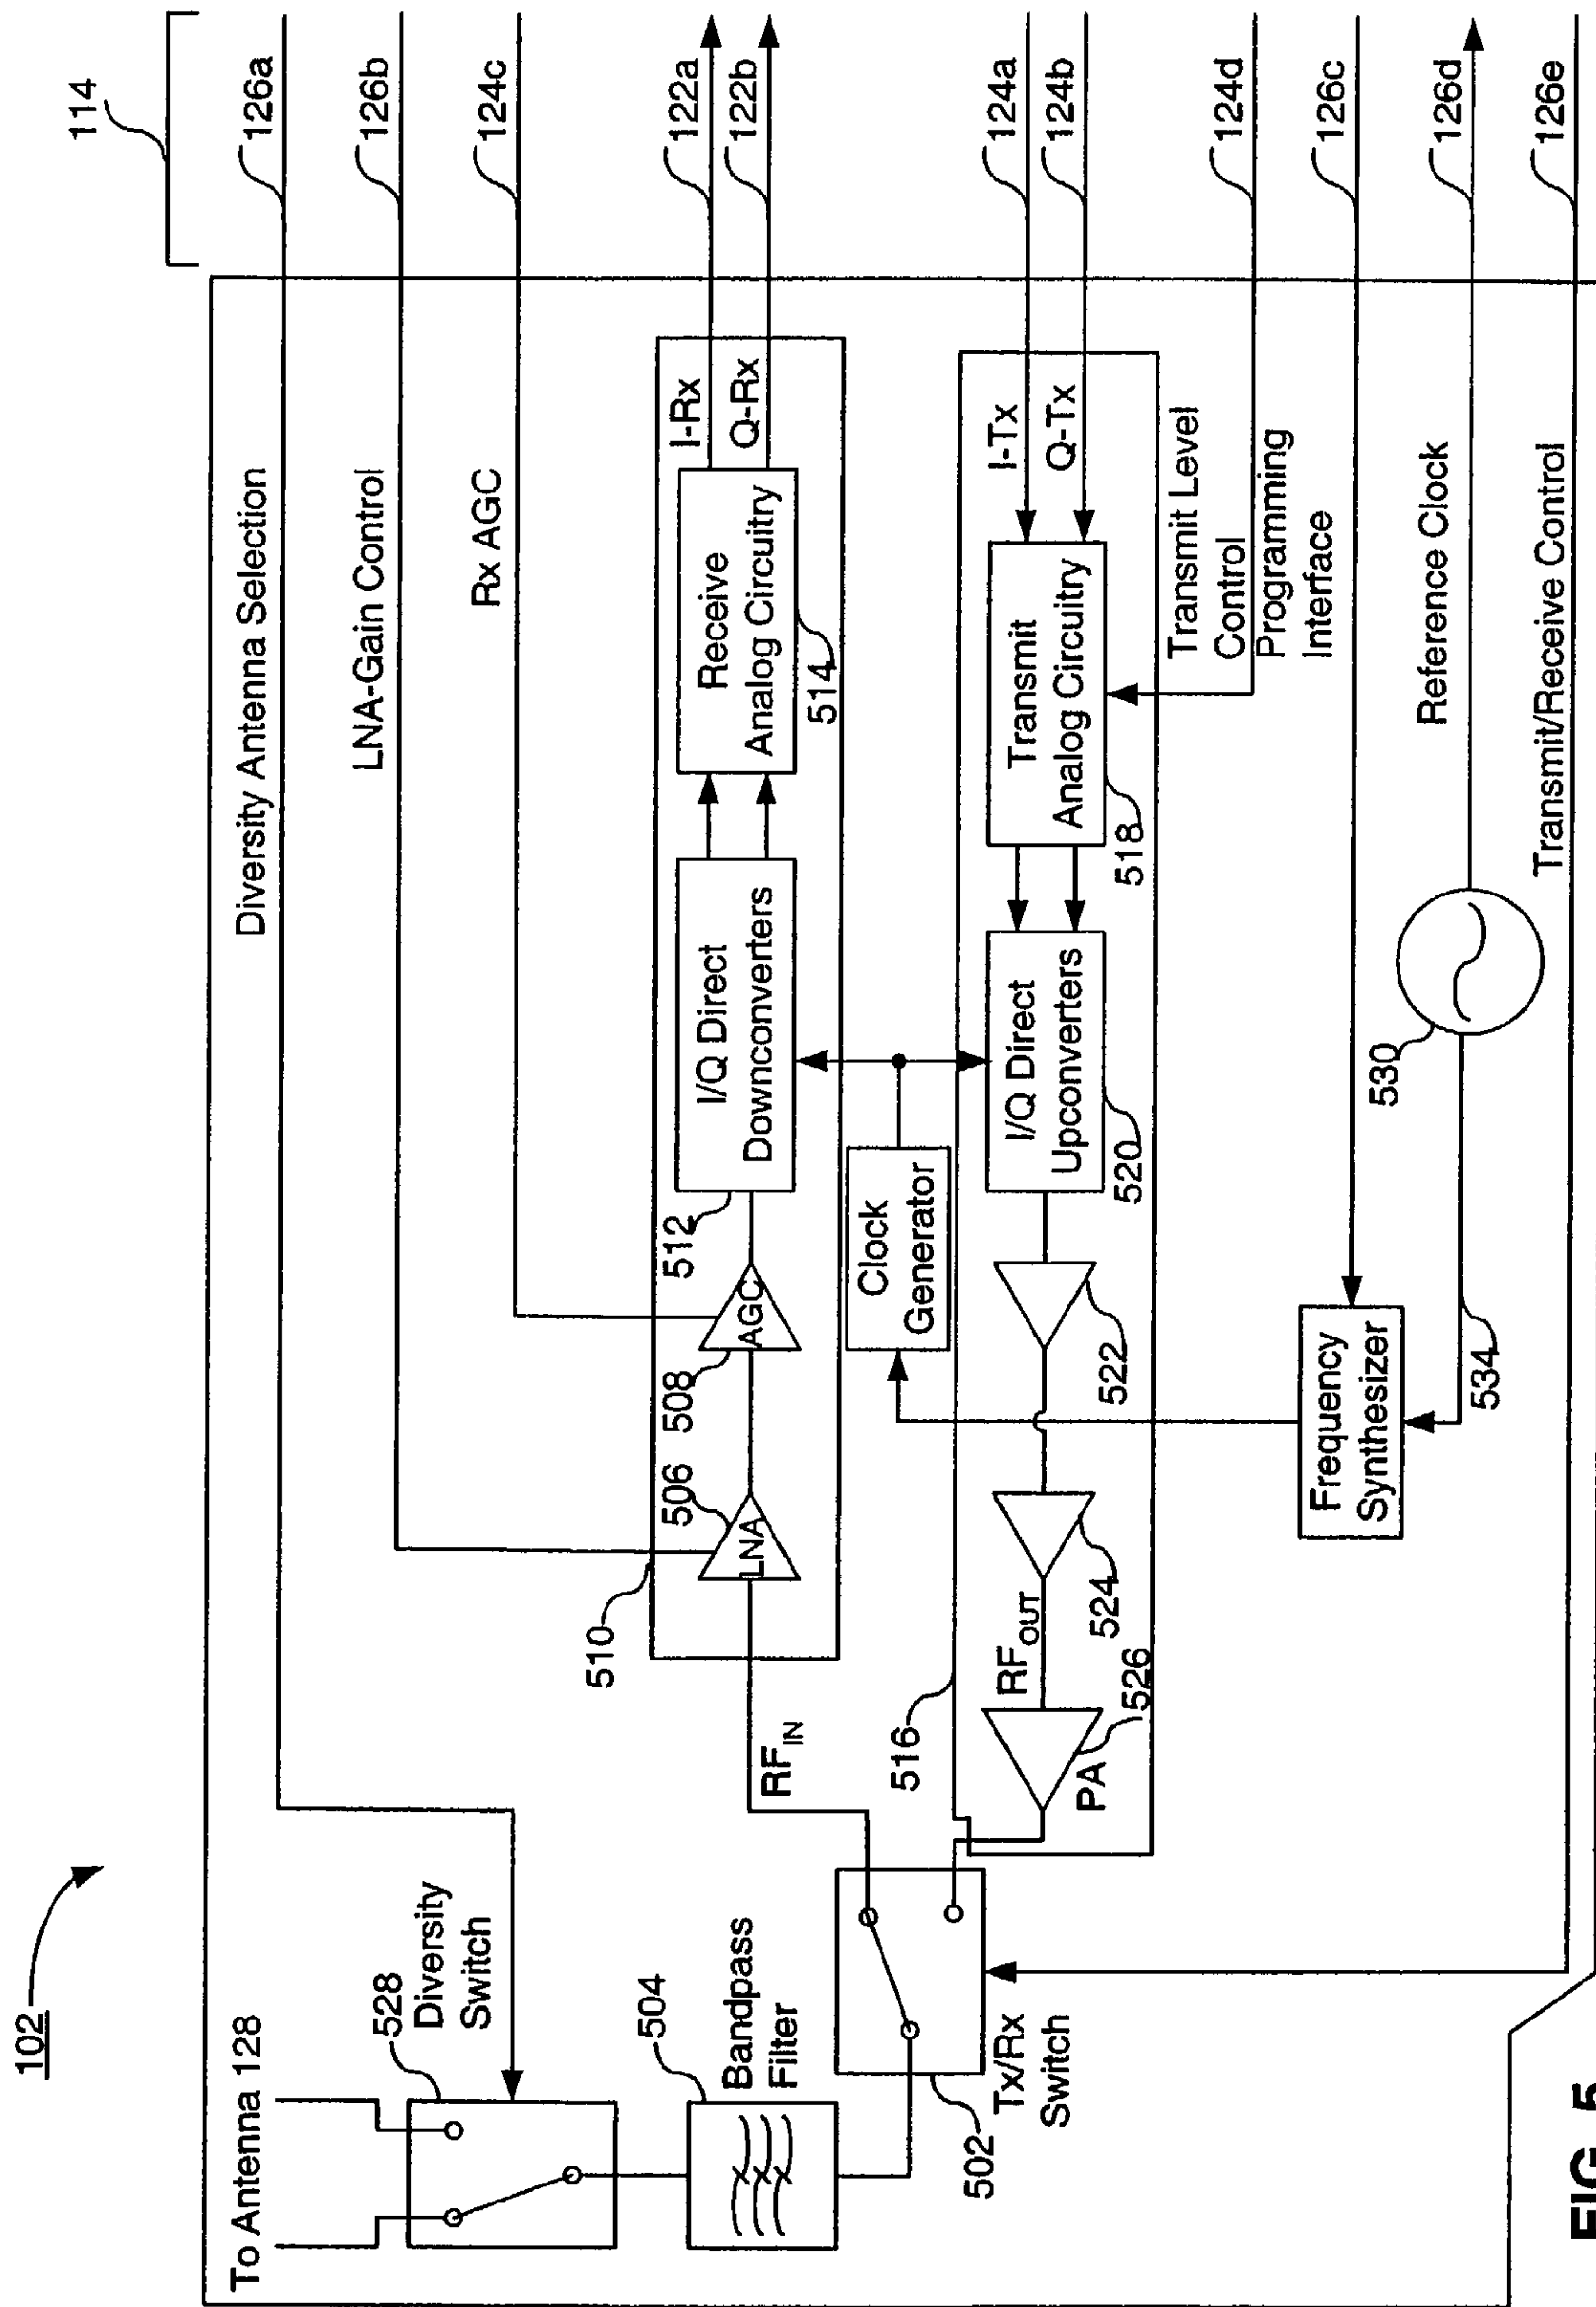 102
114
To Antenna 128
528
Diversity
Switch
504
Bandpass
Filter
502
Tx/Rx
Switch
Diversity Antenna Selection
126a
LNA-Gain Control
126b
Rx AGC
124c
510
RF IN
506
LNA
508
AGC
512
I/Q Direct
Downconverters
Receive
Analog Circuitry
514
I-Rx
Q-Rx
122a
122b
Clock
Generator
516
PA
526
RF OUT
524
522
520
I/Q Direct
Upconverters
518
Transmit
Analog Circuitry
I-Tx
Q-Tx
124a
124b
Transmit Level
Control
124d
Programming
Interface
126c
Frequency
Synthesizer
534
530
Reference Clock
126d
Transmit/Receive Control
126e
FIG. 5